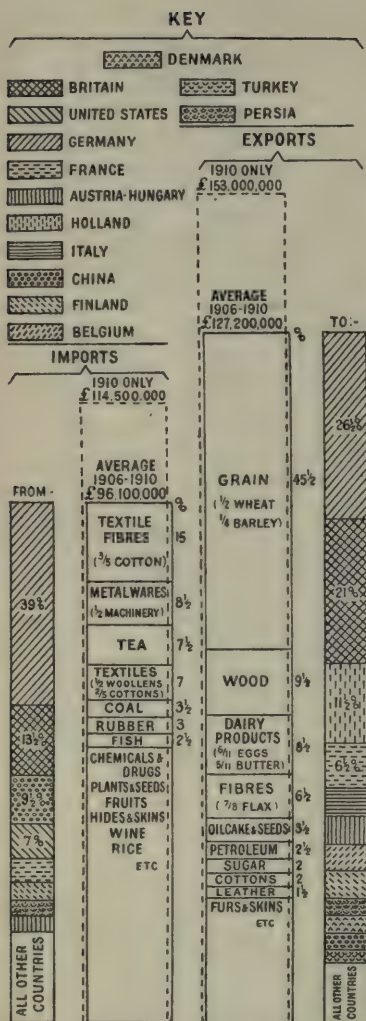 KEY
DENMARK
BRITAIN
TURKEY
UNITED STATES
PERSIA
GERMANY
FRANCE
AUSTRIA-HUNGARY
HOLLAND
ITALY
CHINA
FINLAND
BELGIUM
EXPORTS
1910 ONLY
£153,000,000
AVERAGE
1906-1910
£127,200,000
%
TO:-
GRAIN
(½ WHEAT
¼ BARLEY)
45½
WOOD
9½
DAIRY
PRODUCTS
(6/11 EGGS
5/11 BUTTER)
8½
FIBRES
(7/8 FLAX)
6½
OILCAKE & SEEDS
3½
PETROLEUM
2½
SUGAR
2
COTTONS
2
LEATHER
1½
FURS & SKINS
ETC
26½%
21%
11½%
6½%
ALL OTHER
COUNTRIES
IMPORTS
1910 ONLY
£114,500,000
AVERAGE
1906-1910
£96,100,000
%
FROM-
TEXTILE
FIBRES
(3/5 COTTON)
15
METALWARES
(½ MACHINERY)
8½
TEA
7½
TEXTILES
(½ WOOLLENS
2/5 COTTONS)
7
COAL
3½
RUBBER
3
FISH
2½
CHEMICALS &
DRUGS
PLANTS & SEEDS
FRUITS
HIDES & SKINS
WINE
RICE
ETC
39%
13½%
9½%
7%
ALL OTHER
COUNTRIES